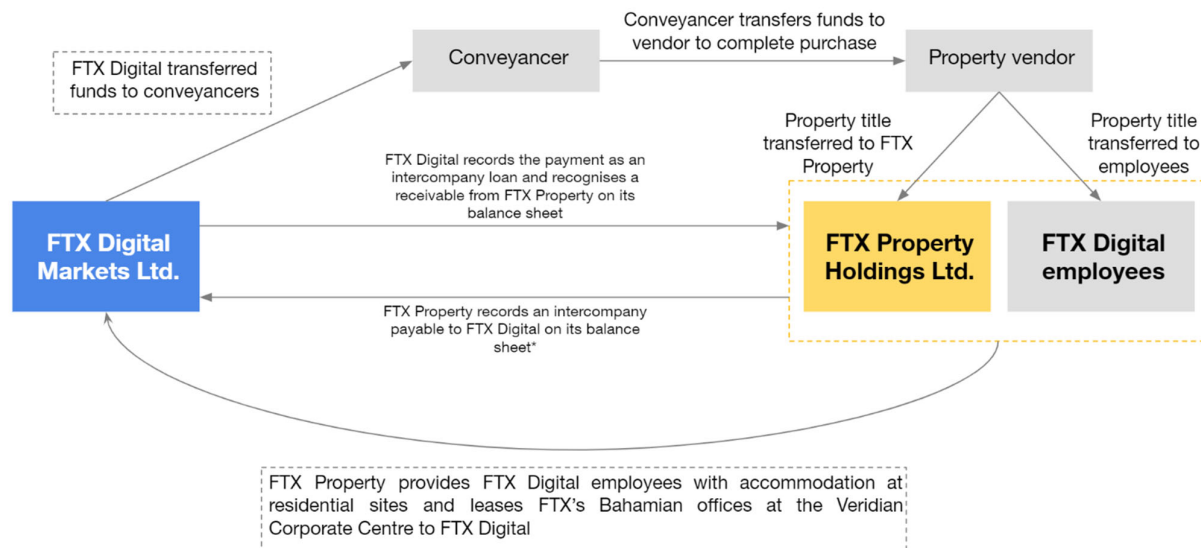 FTX Digital transferred
funds to conveyancers
Conveyancer
Conveyancer transfers funds to
vendor to complete purchase
Property vendor
Property title
transferred to FTX
Property
Property title
transferred to
employees
FTX Digital records the payment as an
intercompany loan and recognises a
receivable from FTX Property on its
balance sheet
FTX Digital
Markets Ltd.
FTX Property
Holdings Ltd.
FTX Digital
employees
FTX Property records an intercompany
payable to FTX Digital on its balance
sheet*
FTX Property provides FTX Digital employees with accommodation at
residential sites and leases FTX's Bahamian offices at the Veridian
Corporate Centre to FTX Digital